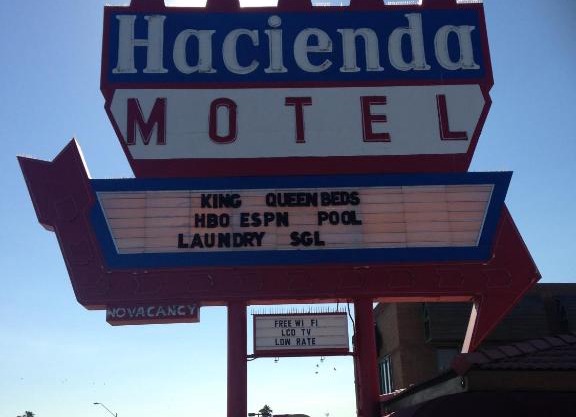 Hacienda
MOTEL
KING QUEEN BEDS
HBO ESPN POOL
LAUNDRY SGL
NOVACANCY
FREE WI FI
LCD TV
LOW RATE